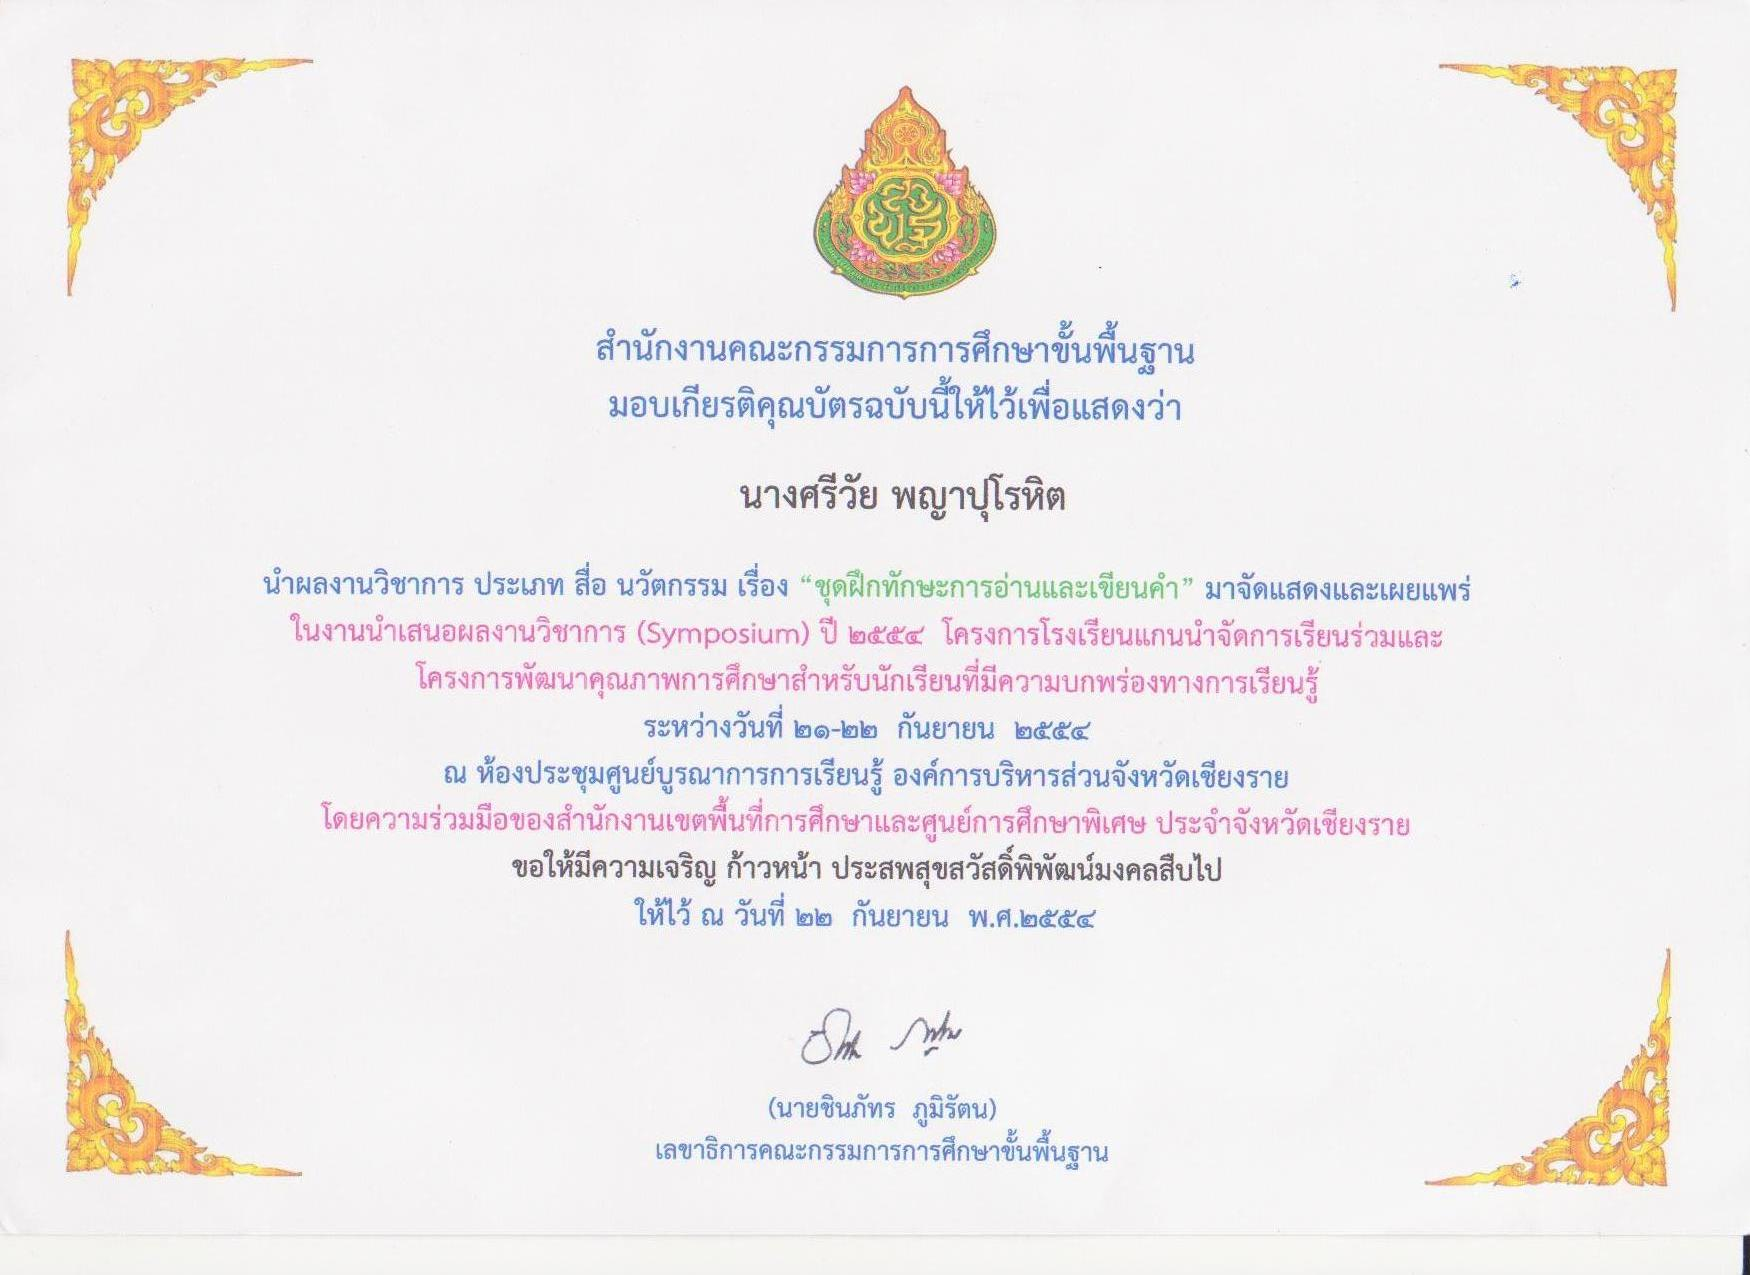 สำนักงานคณะกรรมการการศึกษาขั้นพื้นฐาน
มอบเกียรติคุณบัตรฉบับนี้ให้ไว้เพื่อแสดงว่า
นางศรีวัย พญาปุโรหิต
นำผลงานวิชาการ ประเภท สื่อ นวัตกรรม เรื่อง “ชุดฝึกทักษะการอ่านและเขียนคำ” มาจัดแสดงและเผยแพร่
ในงานนำเสนอผลงานวิชาการ (Symposium) ปี ๒๕๕๔ โครงการโรงเรียนแกนนำจัดการเรียนร่วมและ
โครงการพัฒนาคุณภาพการศึกษาสำหรับนักเรียนที่มีความบกพร่องทางการเรียนรู้
ระหว่างวันที่ ๒๑-๒๒ กันยายน ๒๕๕๔
ณ ห้องประชุมศูนย์บูรณาการการเรียนรู้ องค์การบริหารส่วนจังหวัดเชียงราย
โดยความร่วมมือของสำนักงานเขตพื้นที่การศึกษาและศูนย์การศึกษาพิเศษ ประจำจังหวัดเชียงราย
ขอให้มีความเจริญ ก้าวหน้า ประสพสุขสวัสดิ์พิพัฒน์มงคลสืบไป
ให้ไว้ ณ วันที่ ๒๒ กันยายน พ.ศ.๒๕๕๔
(นายชินภัทร ภูมิรัตน)
เลขาธิการคณะกรรมการการศึกษาขั้นพื้นฐาน